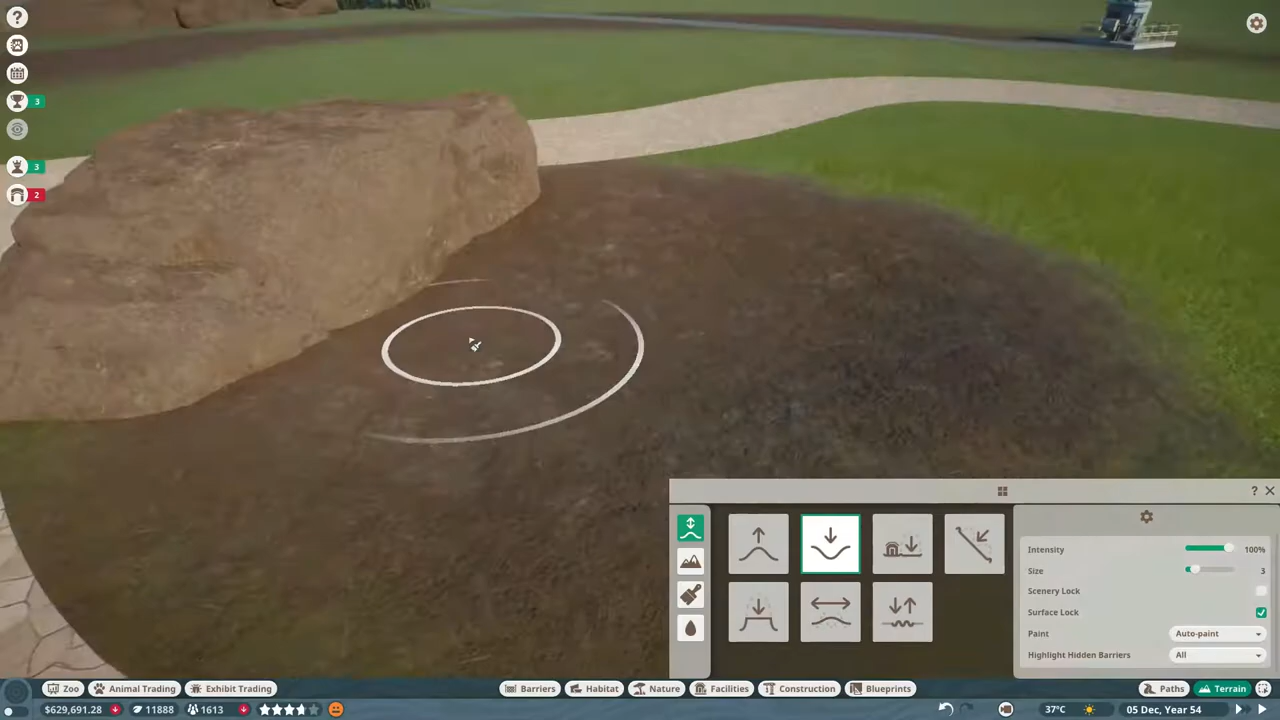 ?
3
3
2
?
Intensity 100%
Size 3
Scenery Lock
Surface Lock
Paint Auto-paint
Highlight Hidden Barriers All
Zoo Animal Trading Exhibit Trading Barriers Habitat Nature Facilities Construction Blueprints Paths Terrain
$629,691.28 11888 1613 37°C 05 Dec, Year 54